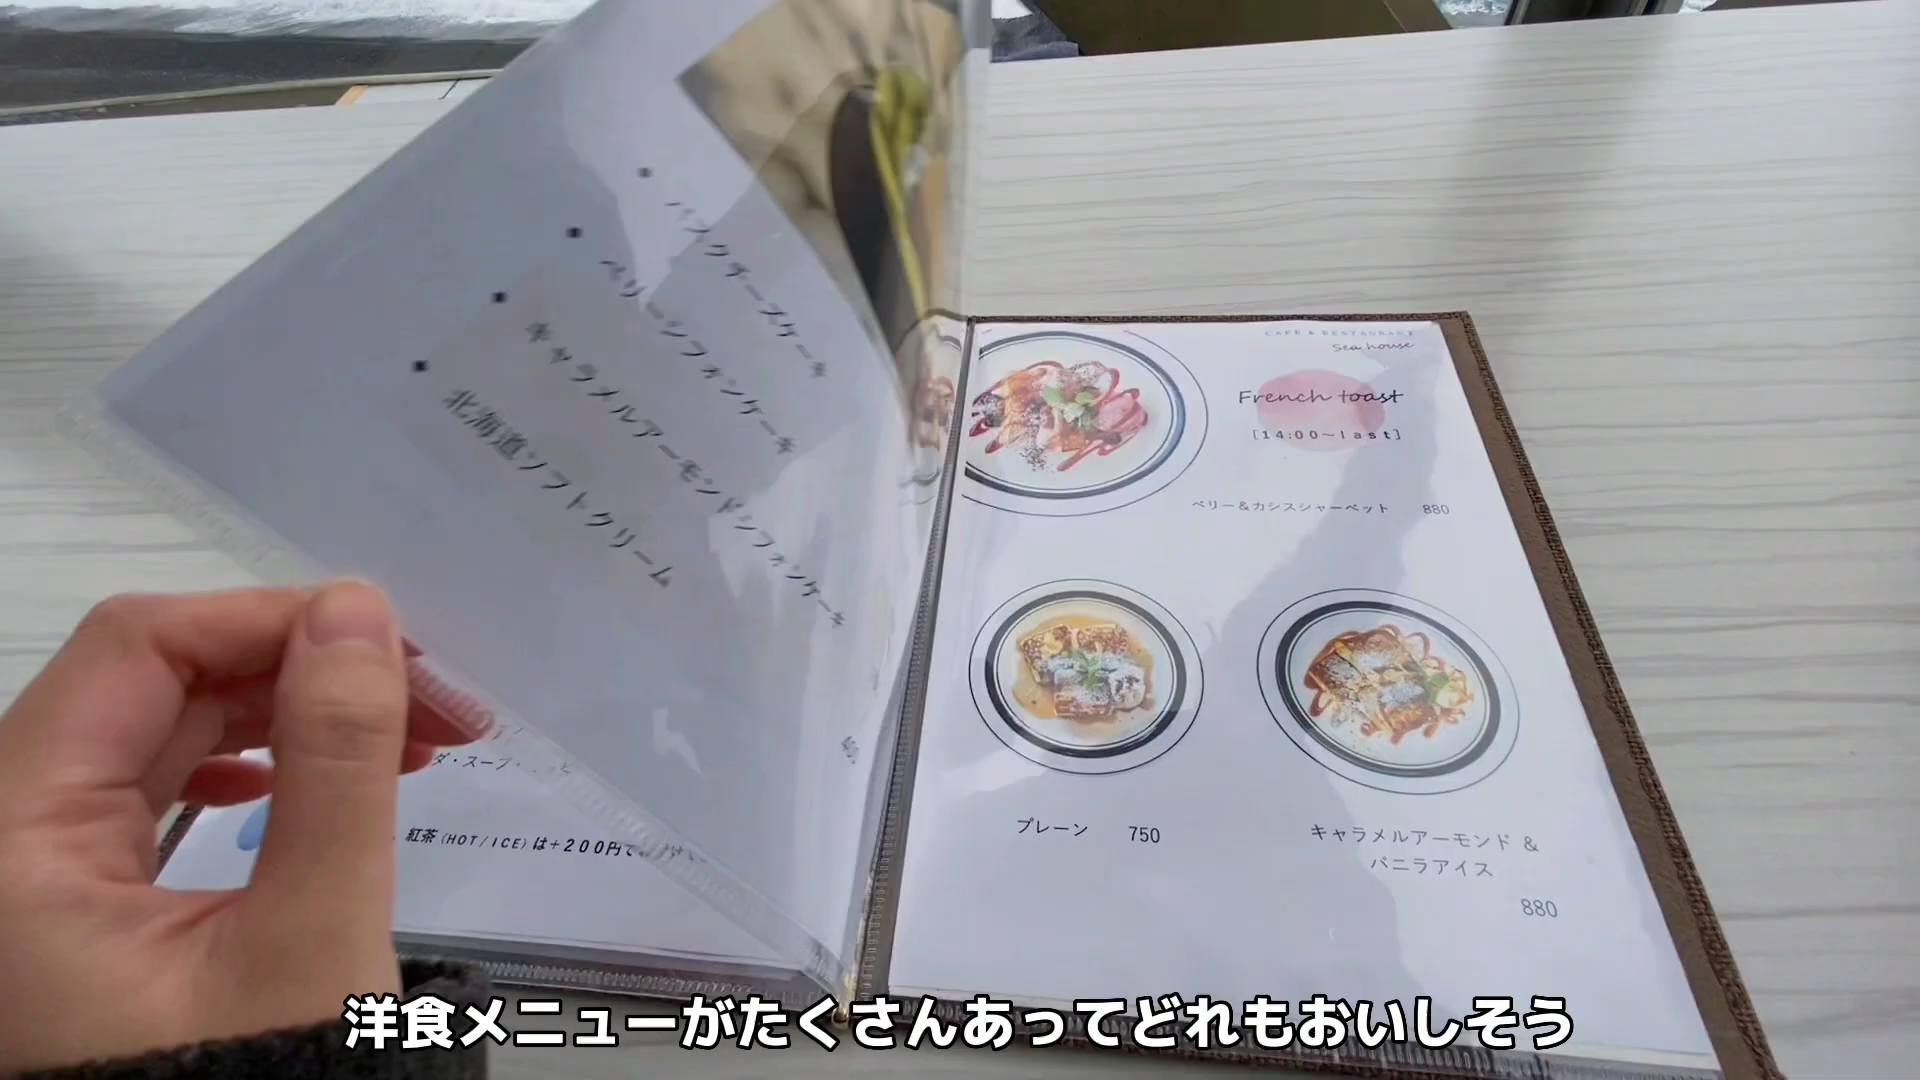 ・バスクチーズケーキ
・ベリーシフォンケーキ
・キャラメルアーモンドシフォンケーキ
・北海道ソフトクリーム
ダ・スープ・
紅茶(HOT/ICE)は+200円で
CAFE & RESTAURANT
Sea house
French toast
[14:00~last]
ベリー&カシスシャーベット 880
プレーン 750
キャラメルアーモンド &
バニラアイス
880
洋食メニューがたくさんあってどれもおいしそう